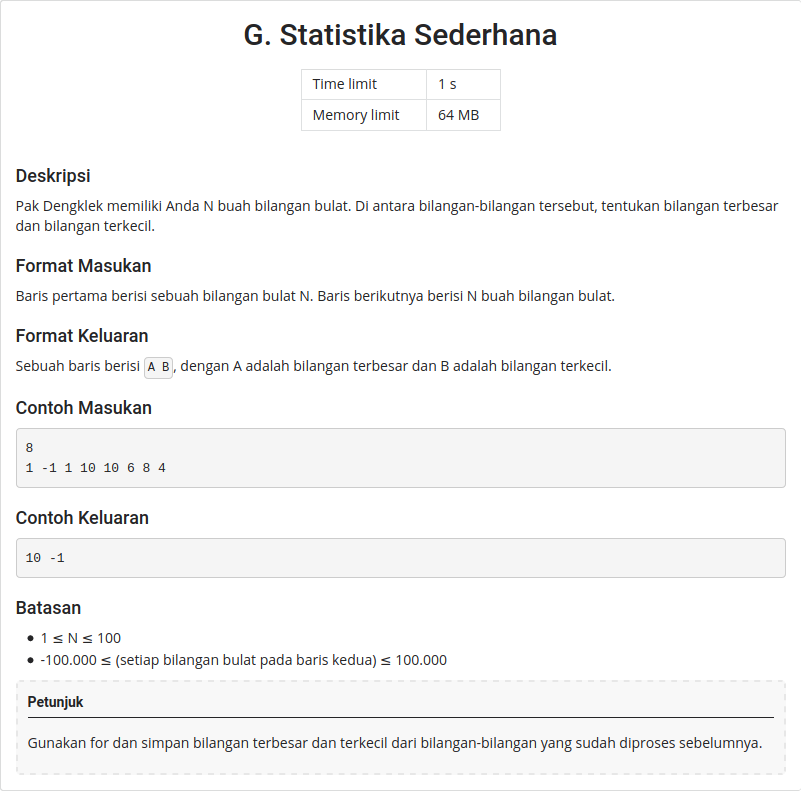 G. Statistika Sederhana
Time limit 1 s
Memory limit 64 MB
Deskripsi
Pak Dengklek memiliki Anda N buah bilangan bulat. Di antara bilangan-bilangan tersebut, tentukan bilangan terbesar
dan bilangan terkecil.
Format Masukan
Baris pertama berisi sebuah bilangan bulat N. Baris berikutnya berisi N buah bilangan bulat.
Format Keluaran
Sebuah baris berisi A B, dengan A adalah bilangan terbesar dan B adalah bilangan terkecil.
Contoh Masukan
8
1 -1 1 10 10 6 8 4
Contoh Keluaran
10 -1
Batasan
• 1 ≤ N ≤ 100
• -100.000 ≤ (setiap bilangan bulat pada baris kedua) ≤ 100.000
Petunjuk
Gunakan for dan simpan bilangan terbesar dan terkecil dari bilangan-bilangan yang sudah diproses sebelumnya.